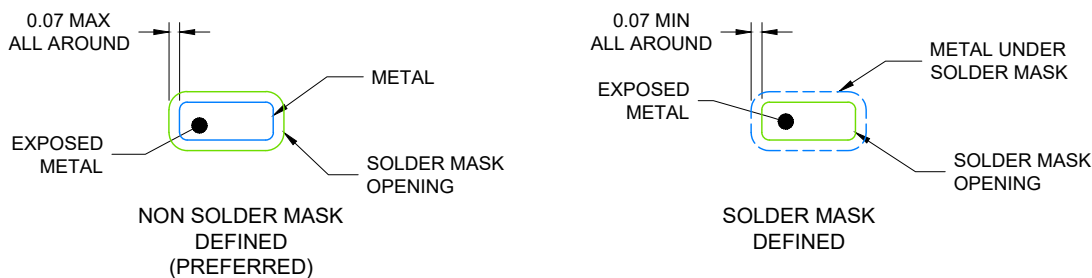 0.07 MAX
ALL AROUND
METAL
EXPOSED
METAL
SOLDER MASK
OPENING
NON SOLDER MASK
DEFINED
(PREFERRED)
0.07 MIN
ALL AROUND
METAL UNDER
SOLDER MASK
EXPOSED
METAL
SOLDER MASK
OPENING
SOLDER MASK
DEFINED